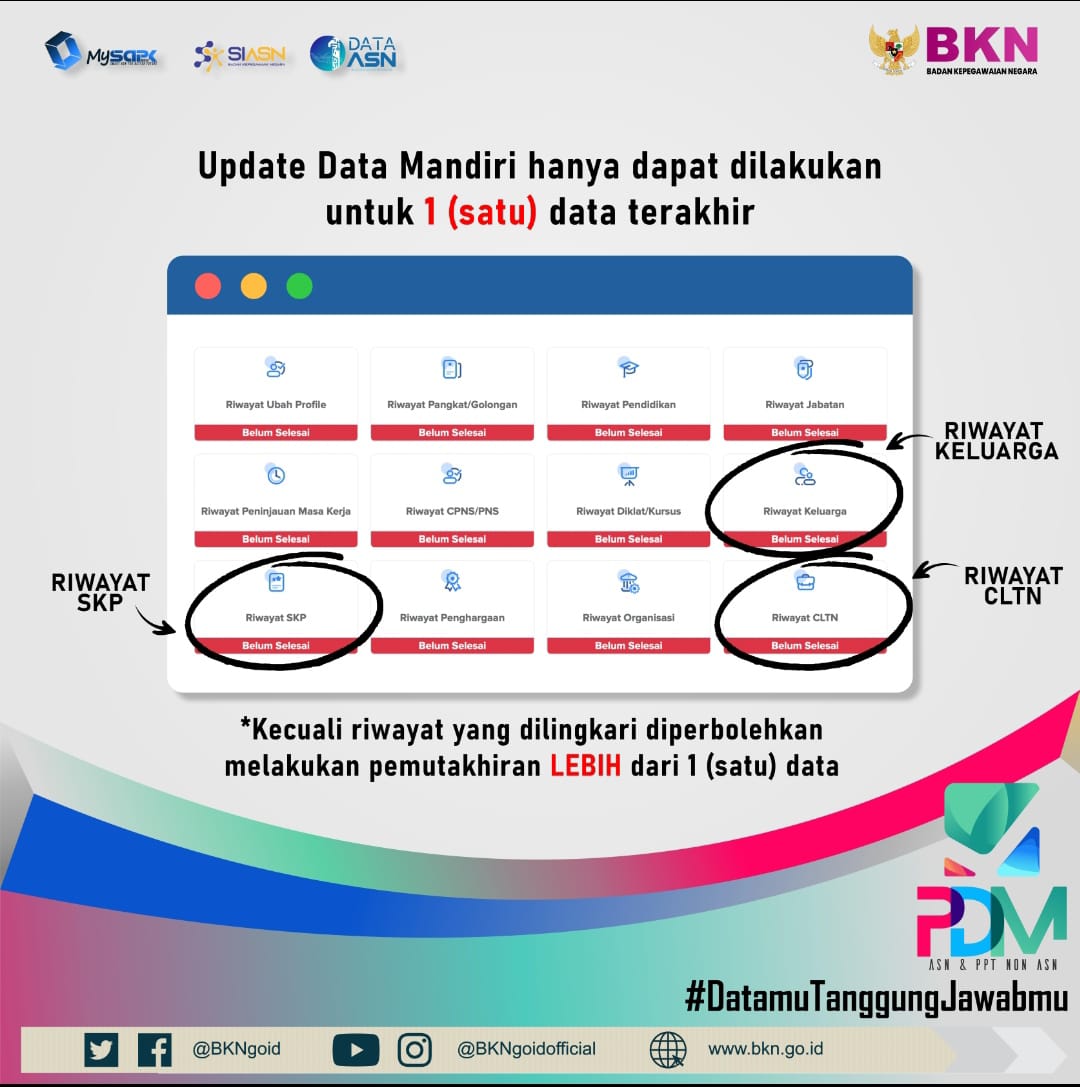 MySAPK
SIASN
BADAN KEPEGAWAIAN NEGARA
DATA
ASN
BKN
BADAN KEPEGAWAIAN NEGARA
Update Data Mandiri hanya dapat dilakukan
untuk 1 (satu) data terakhir
Riwayat Ubah Profile
Riwayat Pangkat/Golongan
Riwayat Pendidikan
Riwayat Jabatan
Belum Selesai
Belum Selesai
Belum Selesai
Belum Selesai
RIWAYAT
KELUARGA
Riwayat Peninjauan Masa Kerja
Riwayat CPNS/PNS
Riwayat Diklat/Kursus
Riwayat Keluarga
Belum Selesai
Belum Selesai
Belum Selesai
Belum Selesai
RIWAYAT
SKP
RIWAYAT
CLTN
Riwayat SKP
Riwayat Penghargaan
Riwayat Organisasi
Riwayat CLTN
Belum Selesai
Belum Selesai
Belum Selesai
Belum Selesai
*Kecuali riwayat yang dilingkari diperbolehkan
melakukan pemutakhiran LEBIH dari 1 (satu) data
PDM
ASN & PPT NON ASN
#DatamuTanggungJawabmu
@BKNgoid
@BKNgoidofficial
www.bkn.go.id